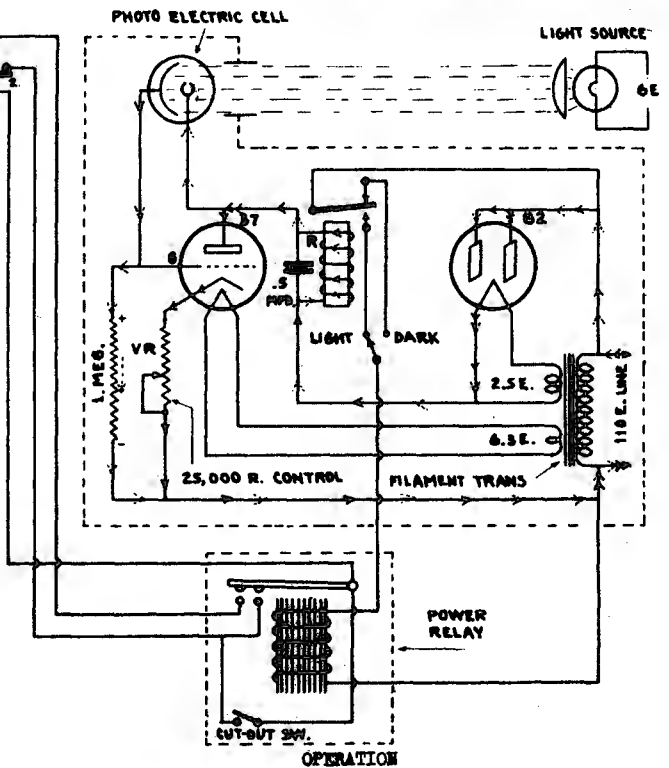 PHOTO ELECTRIC CELL
LIGHT SOURCE
6E
2
37
82
G
R
.5
MFD.
+
1. MEG.
-
VR
LIGHT DARK
2.5E.
6.3E.
110 E. LINE
25,000 R. CONTROL
FILAMENT TRANS
POWER
RELAY
CUT-OUT SW.
OPERATION